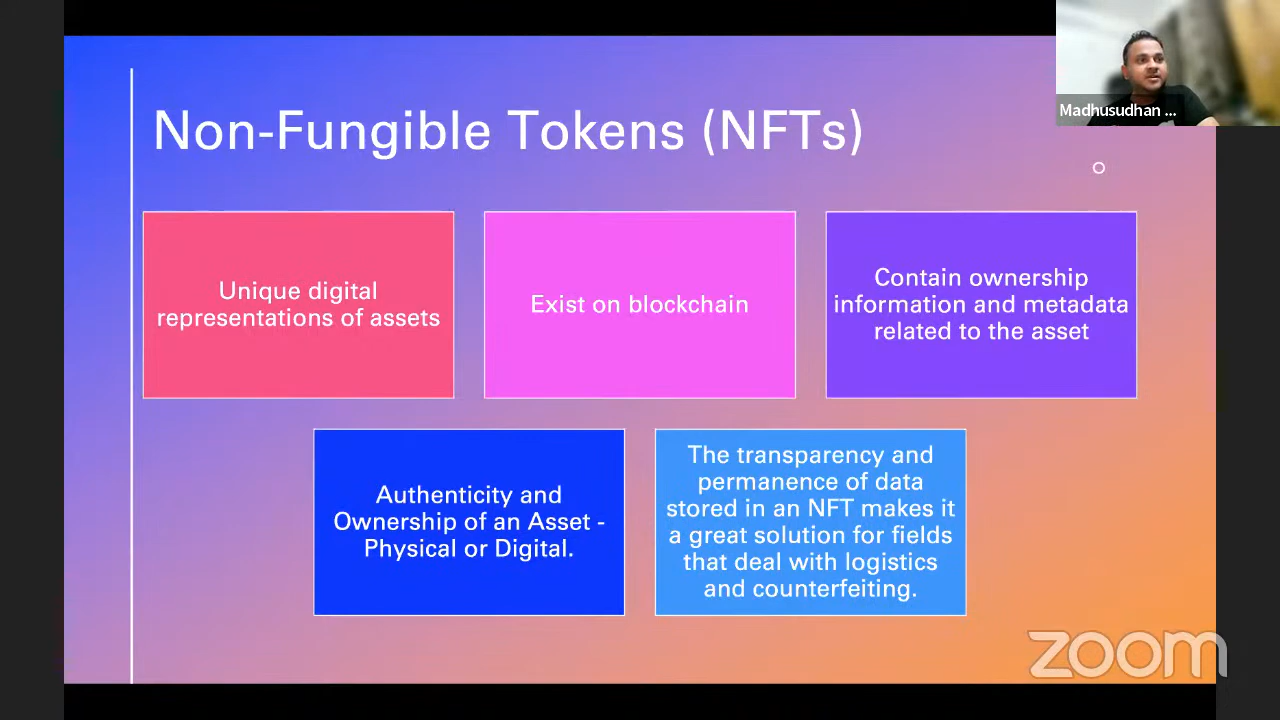 Madhusudhan ...
Non-Fungible Tokens (NFTs)
Unique digital
representations of assets
Exist on blockchain
Contain ownership
information and metadata
related to the asset
Authenticity and
Ownership of an Asset -
Physical or Digital.
The transparency and
permanence of data
stored in an NFT makes it
a great solution for fields
that deal with logistics
and counterfeiting.
zoom